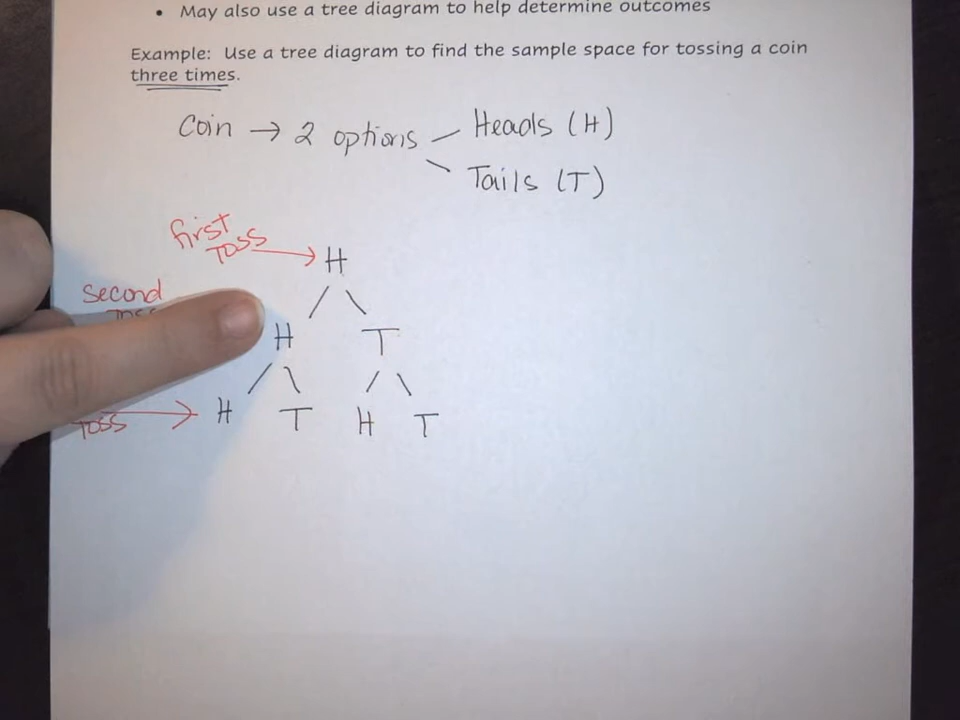 • May also use a tree diagram to help determine outcomes
Example: Use a tree diagram to find the sample space for tossing a coin
three times.
Coin → 2 options
Heads (H)
Tails (T)
first
Toss → H
second
H T
Toss → H T H T